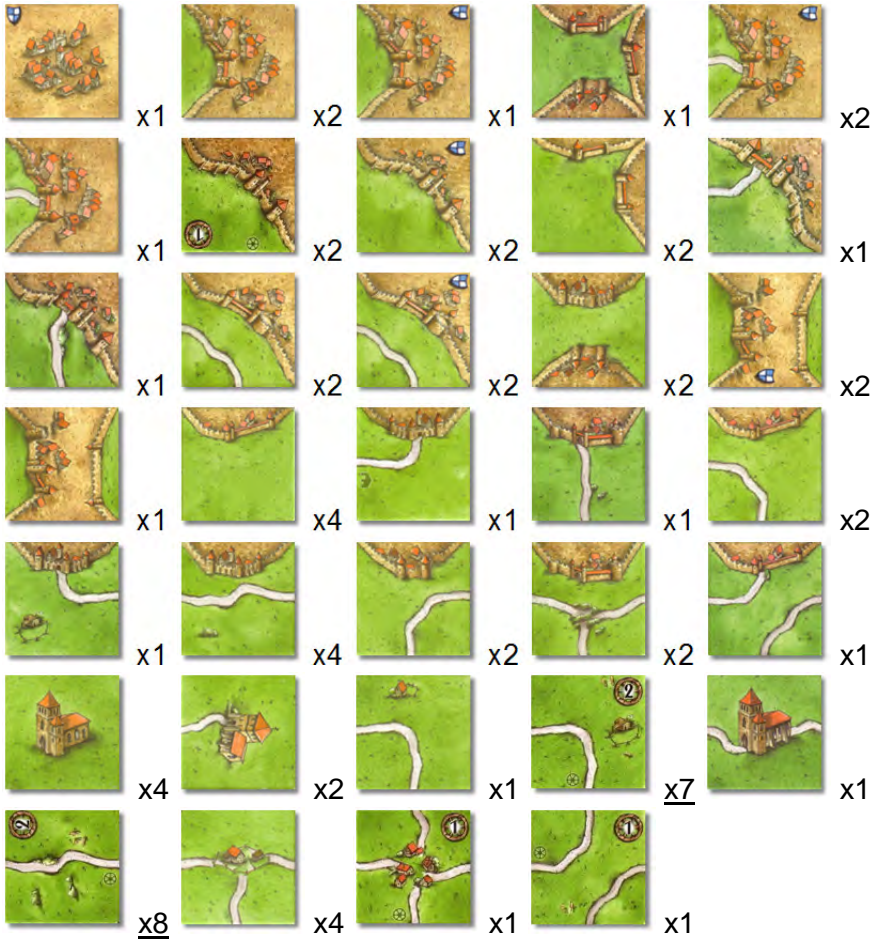 x1 x2 x1 x1 x2
1
x1 x2 x2 x2 x1
x1 x2 x2 x2 x2
x1 x4 x1 x1 x2
x1 x4 x2 x2 x1
2
x4 x2 x1 x7 x1
2 1 1
x8 x4 x1 x1